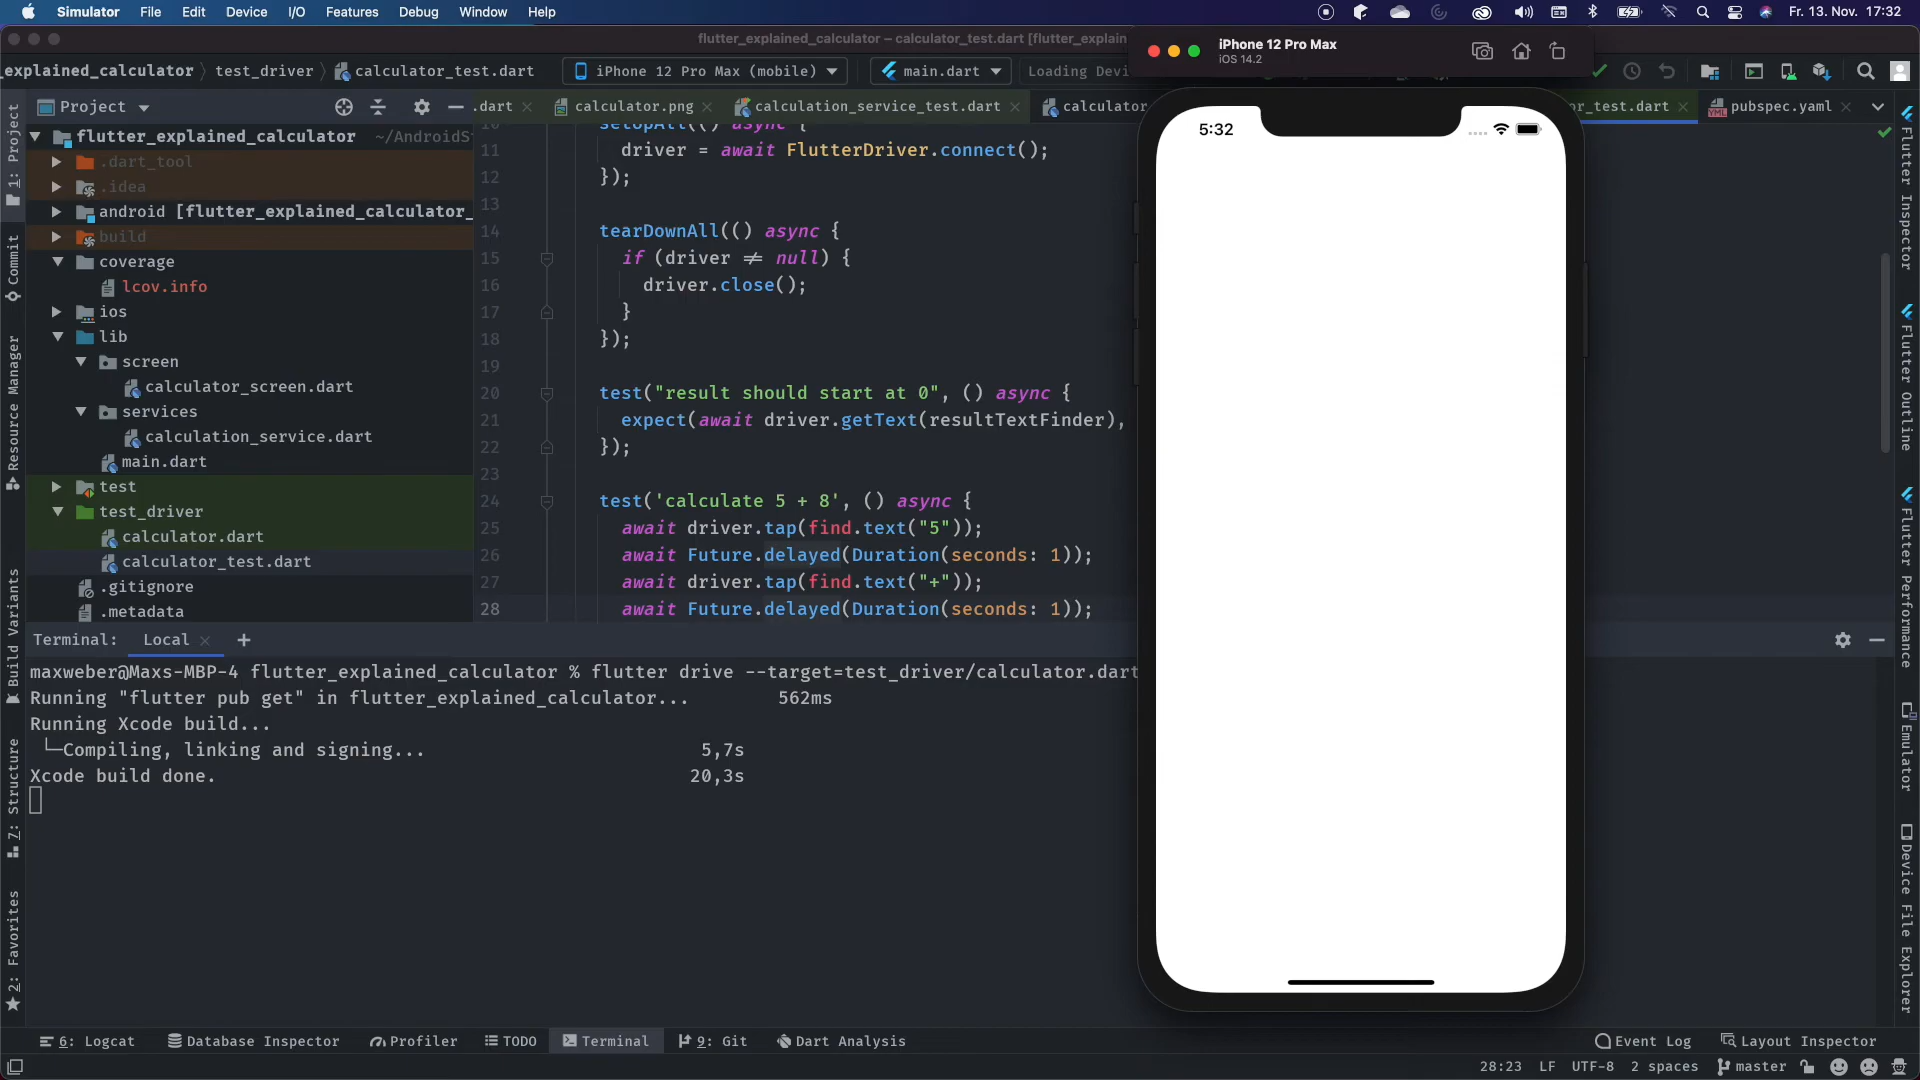 Simulator File Edit Device I/O Features Debug Window Help
Fr. 13. Nov. 17:32
flutter_explained_calculator – calculator_test.dart [flutter_explain
iPhone 12 Pro Max
iOS 14.2
explained_calculator test_driver calculator_test.dart iPhone 12 Pro Max (mobile) main.dart Loading Devi
Project .dart calculator.png calculation_service_test.dart calculator or_test.dart pubspec.yaml
flutter_explained_calculator ~/AndroidS
.dart_tool
.idea
android [flutter_explained_calculator_
build
coverage
lcov.info
ios
lib
screen
calculator_screen.dart
services
calculation_service.dart
main.dart
test
test_driver
calculator.dart
calculator_test.dart
.gitignore
.metadata
10 setUpAll(() async {
11 driver = await FlutterDriver.connect();
12 });
13
14 tearDownAll(() async {
15 if (driver ≠ null) {
16 driver.close();
17 }
18 });
19
20 test("result should start at 0", () async {
21 expect(await driver.getText(resultTextFinder),
22 });
23
24 test('calculate 5 + 8', () async {
25 await driver.tap(find.text("5"));
26 await Future.delayed(Duration(seconds: 1));
27 await driver.tap(find.text("+"));
28 await Future.delayed(Duration(seconds: 1));
5:32
Terminal: Local +
maxweber@Maxs-MBP-4 flutter_explained_calculator % flutter drive --target=test_driver/calculator.dart
Running "flutter pub get" in flutter_explained_calculator... 562ms
Running Xcode build...
└─Compiling, linking and signing... 5,7s
Xcode build done. 20,3s
1: Project
Commit
Resource Manager
Build Variants
7: Structure
2: Favorites
Flutter Inspector
Flutter Outline
Flutter Performance
Emulator
Device File Explorer
6: Logcat Database Inspector Profiler TODO Terminal 9: Git Dart Analysis Event Log Layout Inspector
28:23 LF UTF-8 2 spaces master